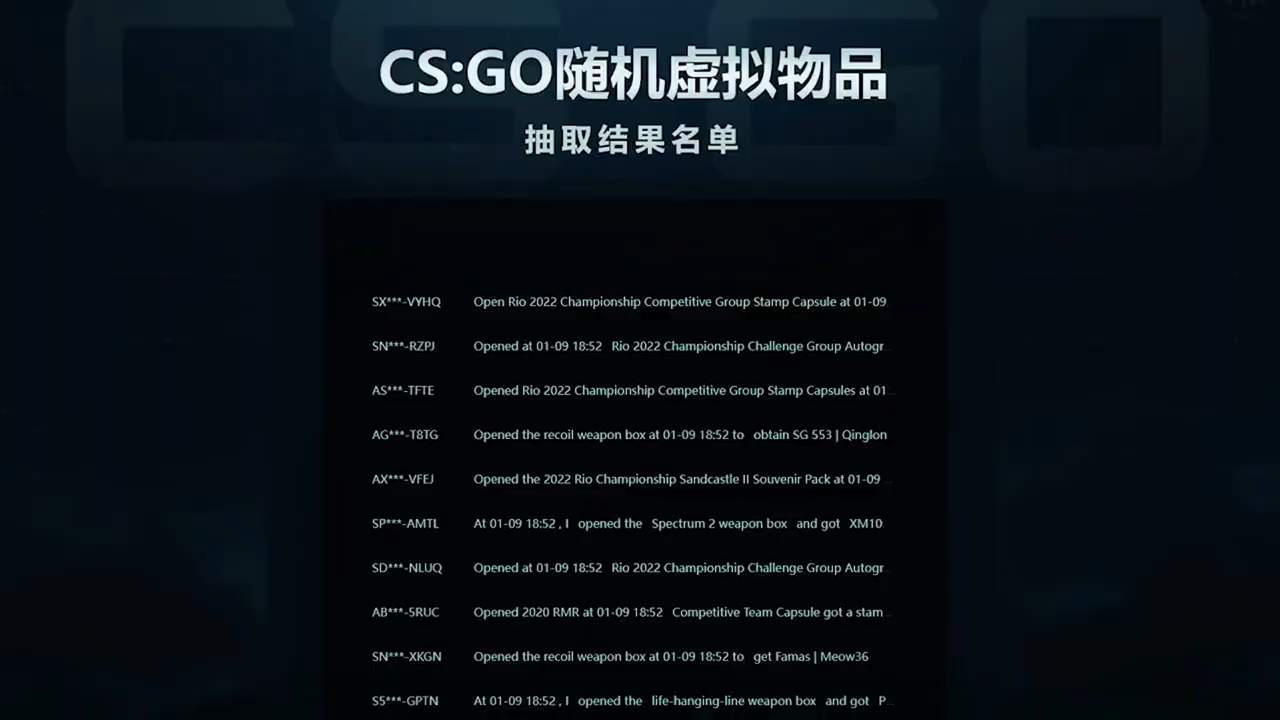 CS:GO
CS:GO随机虚拟物品
抽取结果名单
SX***-VYHQ Open Rio 2022 Championship Competitive Group Stamp Capsule at 01-09
SN***-RZPJ Opened at 01-09 18:52 Rio 2022 Championship Challenge Group Autogr
AS***-TFTE Opened Rio 2022 Championship Competitive Group Stamp Capsules at 01
AG***-T8TG Opened the recoil weapon box at 01-09 18:52 to obtain SG 553 | Qinglon
AX***-VFEJ Opened the 2022 Rio Championship Sandcastle II Souvenir Pack at 01-09
SP***-AMTL At 01-09 18:52 , I opened the Spectrum 2 weapon box and got XM10
SD***-NLUQ Opened at 01-09 18:52 Rio 2022 Championship Challenge Group Autogr
AB***-5RUC Opened 2020 RMR at 01-09 18:52 Competitive Team Capsule got a stam
SN***-XKGN Opened the recoil weapon box at 01-09 18:52 to get Famas | Meow36
S5***-GPTN At 01-09 18:52 , I opened the life-hanging-line weapon box and got P